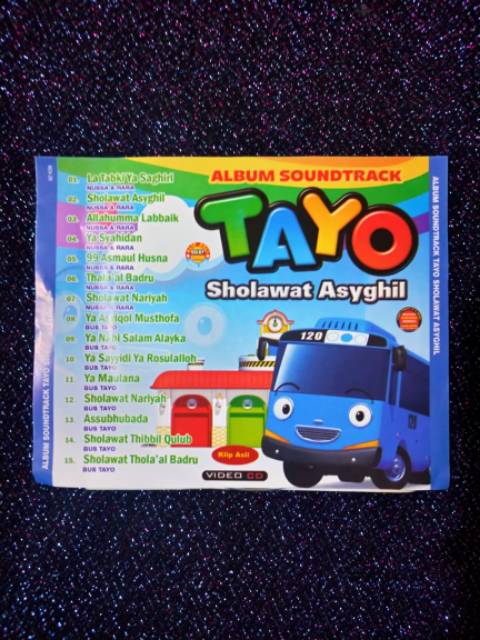 ALBUM SOUNDTRACK
TAYO
Sholawat Asyghil
01. La Tabki Ya Saghiri
NUSSA & RARA
02. Sholawat Asyghil
NUSSA & RARA
03. Allahumma Labbaik
NUSSA & RARA
04. Ya Syahidan
NUSSA & RARA
05. 99 Asmaul Husna
NUSSA & RARA
06. Thala'al Badru
NUSSA & RARA
07. Sholawat Nariyah
NUSSA & RARA
08. Ya Musthofa
BUS TAYO
09. Ya Nabi Salam Alayka
BUS TAYO
10. Ya Sayyidi Ya Rosulalloh
BUS TAYO
11. Ya Maulana
BUS TAYO
12. Sholawat Nariyah
BUS TAYO
13. Assubhubada
BUS TAYO
14. Sholawat Thibbil Qulub
BUS TAYO
15. Sholawat Thola'al Badru
BUS TAYO
120
120
Klip Asli
VIDEO CD
ALBUM SOUNDTRACK TAYO
ALBUM SOUNDTRACK TAYO SHOLAWAT ASYGHIL